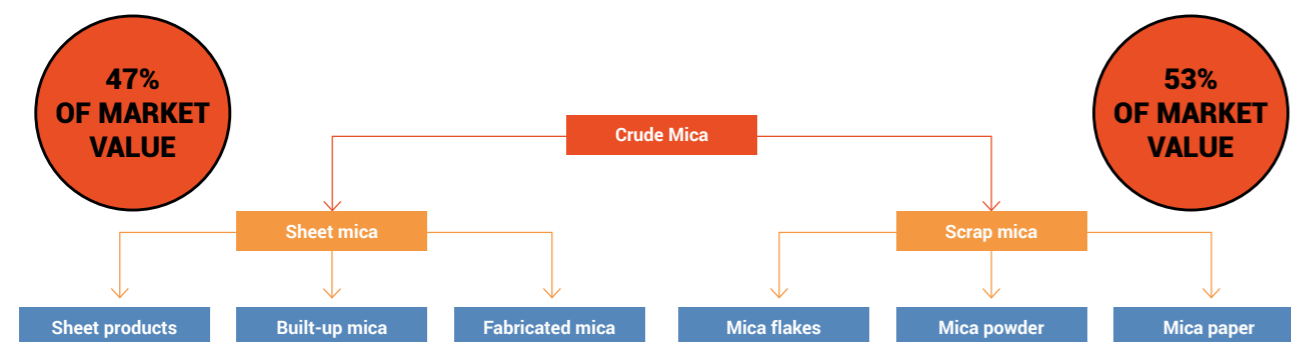 47%
OF MARKET
VALUE
53%
OF MARKET
VALUE
Crude Mica
Sheet mica
Scrap mica
Sheet products
Built-up mica
Fabricated mica
Mica flakes
Mica powder
Mica paper